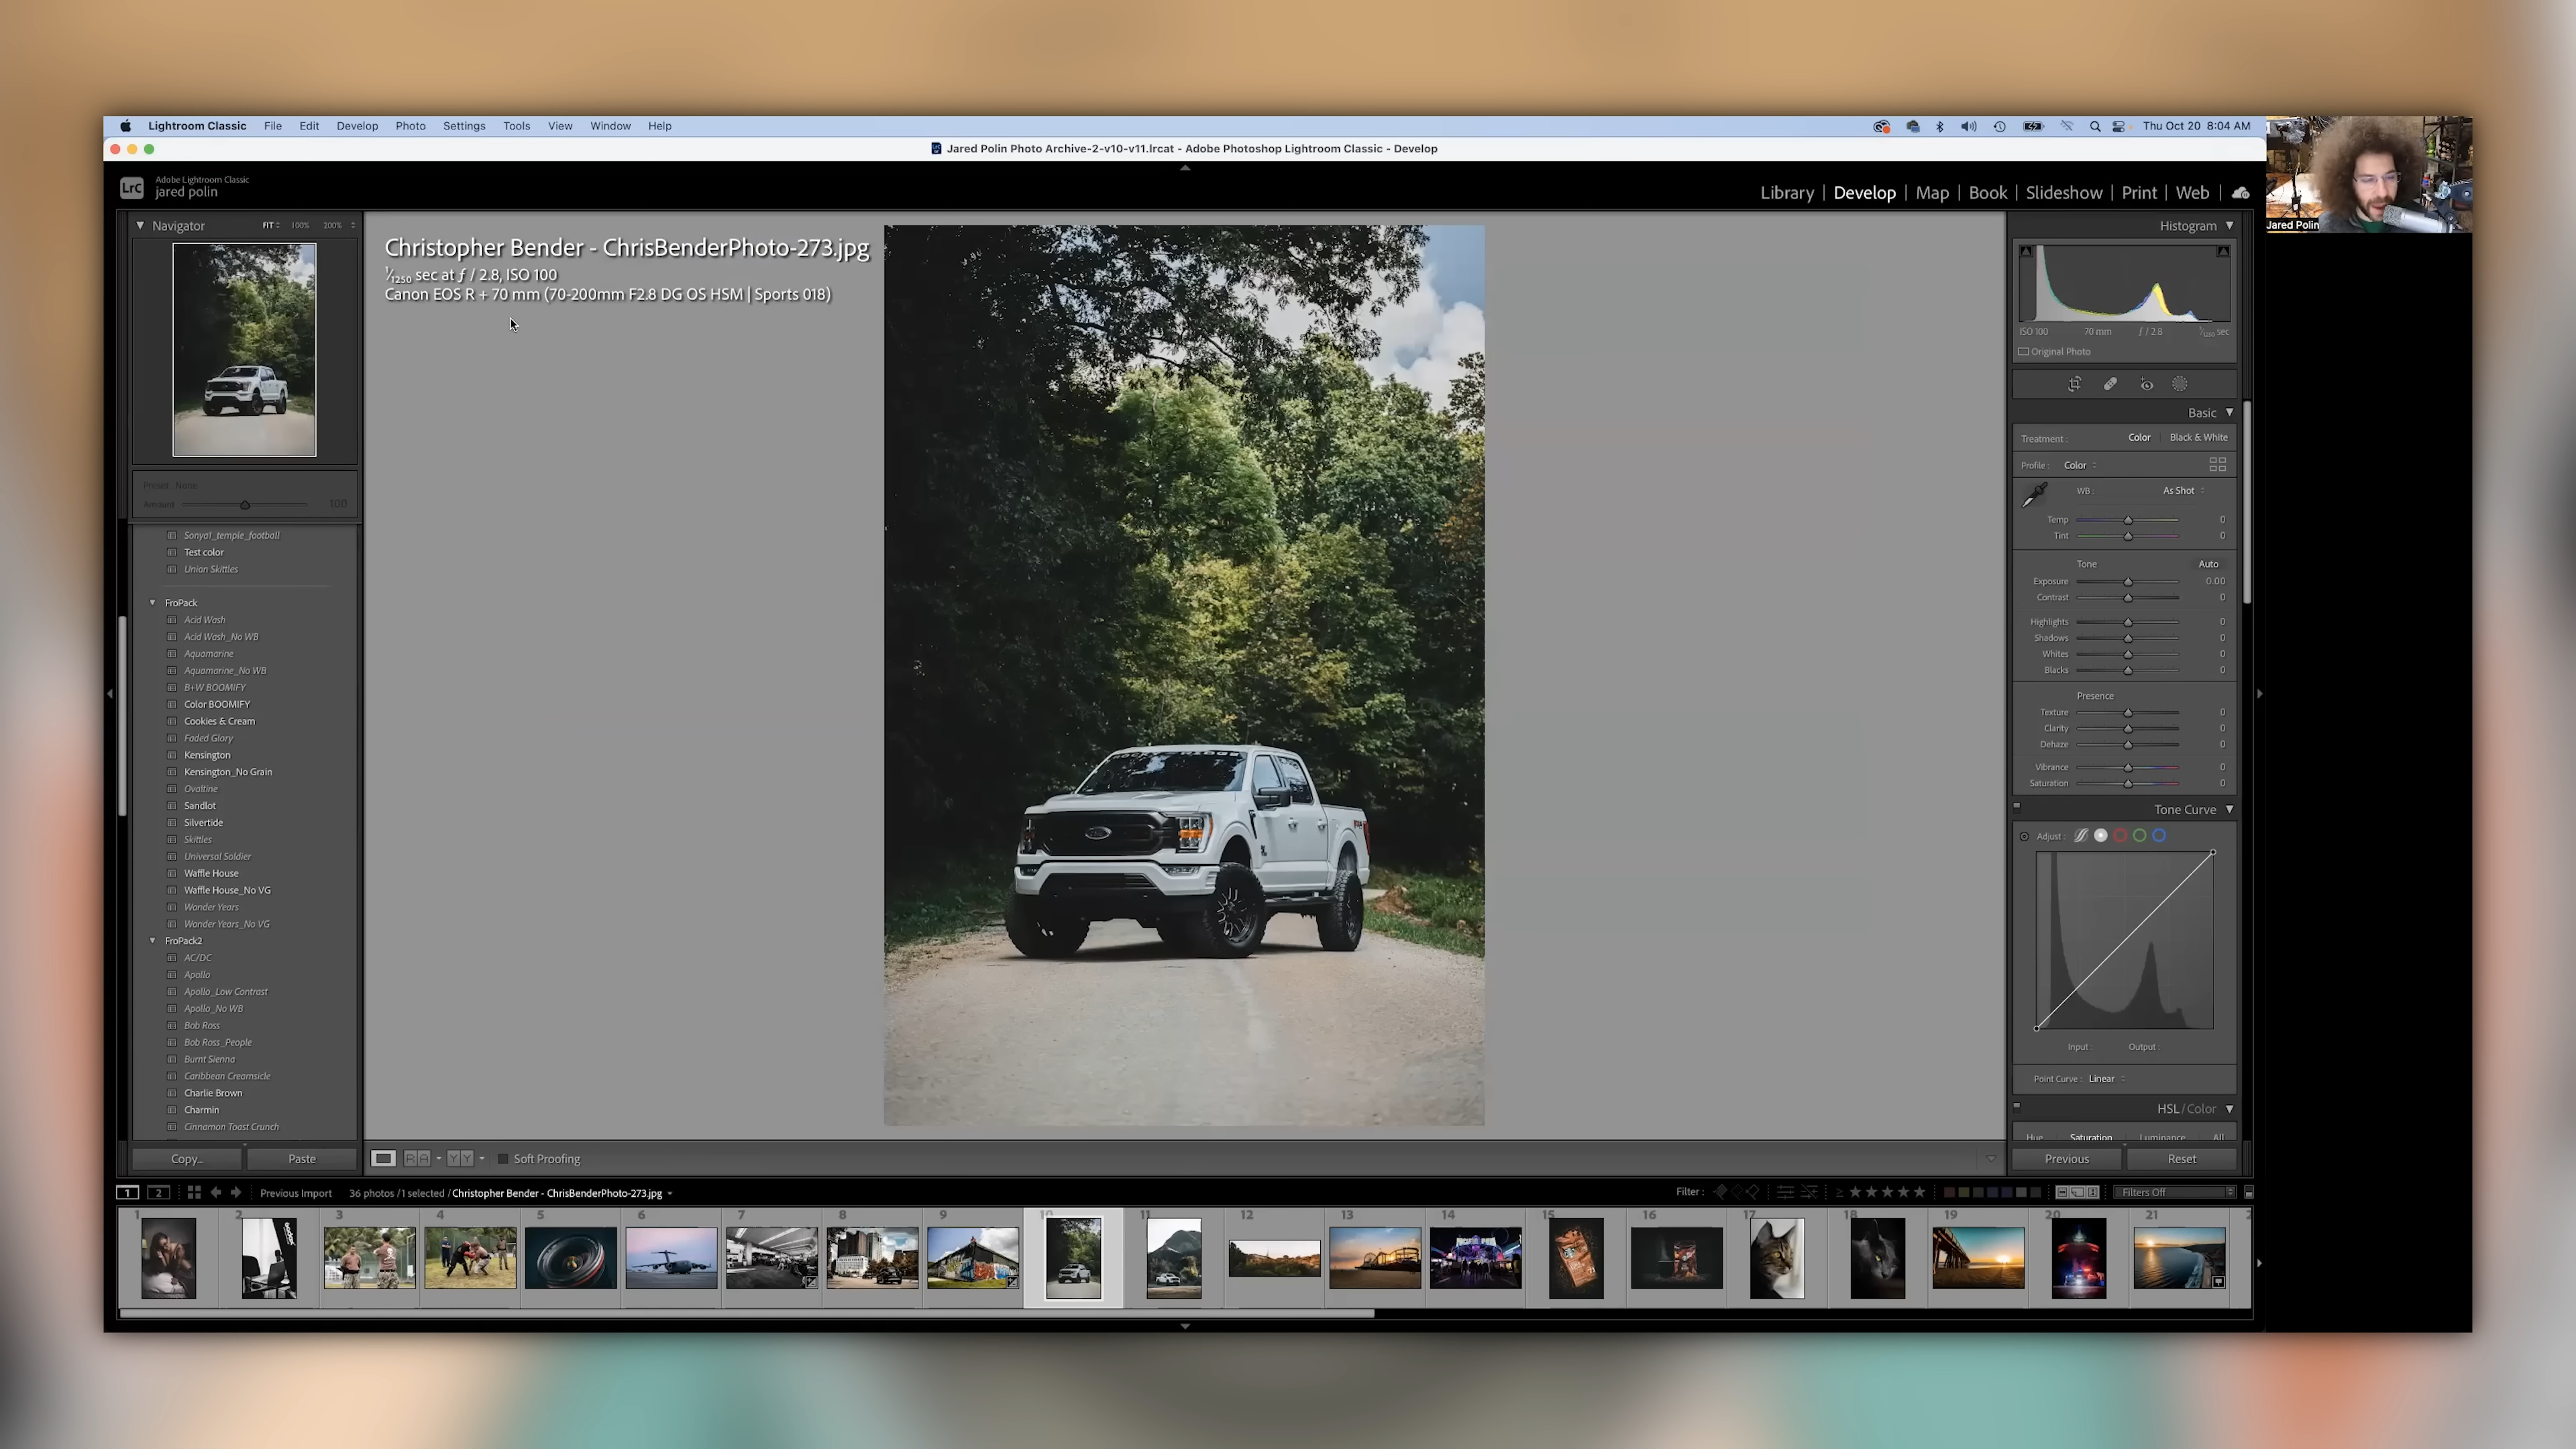 Lightroom Classic File Edit Develop Photo Settings Tools View Window Help
Thu Oct 20 8:04 AM
Jared Polin Photo Archive-2-v10-v11.lrcat - Adobe Photoshop Lightroom Classic - Develop
LrC
Adobe Lightroom Classic
jared polin
Library | Develop | Map | Book | Slideshow | Print | Web
Jared Polin
Navigator FIT 100% 200%
Preset: None
Amount 100
Sonya1_temple_football
Test color
Union Skittles
FroPack
Acid Wash
Acid Wash_No WB
Aquamarine
Aquamarine_No WB
B+W BOOMIFY
Color BOOMIFY
Cookies & Cream
Faded Glory
Kensington
Kensington_No Grain
Ovaltine
Sandlot
Silvertide
Skittles
Universal Soldier
Waffle House
Waffle House_No VG
Wonder Years
Wonder Years_No VG
FroPack2
AC/DC
Apollo
Apollo_Low Contrast
Apollo_No WB
Bob Ross
Bob Ross_People
Burnt Sienna
Caribbean Creamsicle
Charlie Brown
Charmin
Cinnamon Toast Crunch
Copy... Paste
Christopher Bender - ChrisBenderPhoto-273.jpg
1/1250 sec at ƒ / 2.8, ISO 100
Canon EOS R + 70 mm (70-200mm F2.8 DG OS HSM | Sports 018)
Soft Proofing
Histogram
ISO 100 70 mm ƒ / 2.8 1/1250 sec
Original Photo
Basic
Treatment : Color Black & White
Profile : Color
WB : As Shot
Temp 0
Tint 0
Tone Auto
Exposure 0.00
Contrast 0
Highlights 0
Shadows 0
Whites 0
Blacks 0
Presence
Texture 0
Clarity 0
Dehaze 0
Vibrance 0
Saturation 0
Tone Curve
Adjust :
Input : Output :
Point Curve : Linear
HSL / Color
Hue Saturation Luminance All
Previous Reset
1 2 Previous Import 36 photos / 1 selected / Christopher Bender - ChrisBenderPhoto-273.jpg
Filter : Filters Off
1 2 3 4 5 6 7 8 9 10 11 12 13 14 15 16 17 18 19 20 21